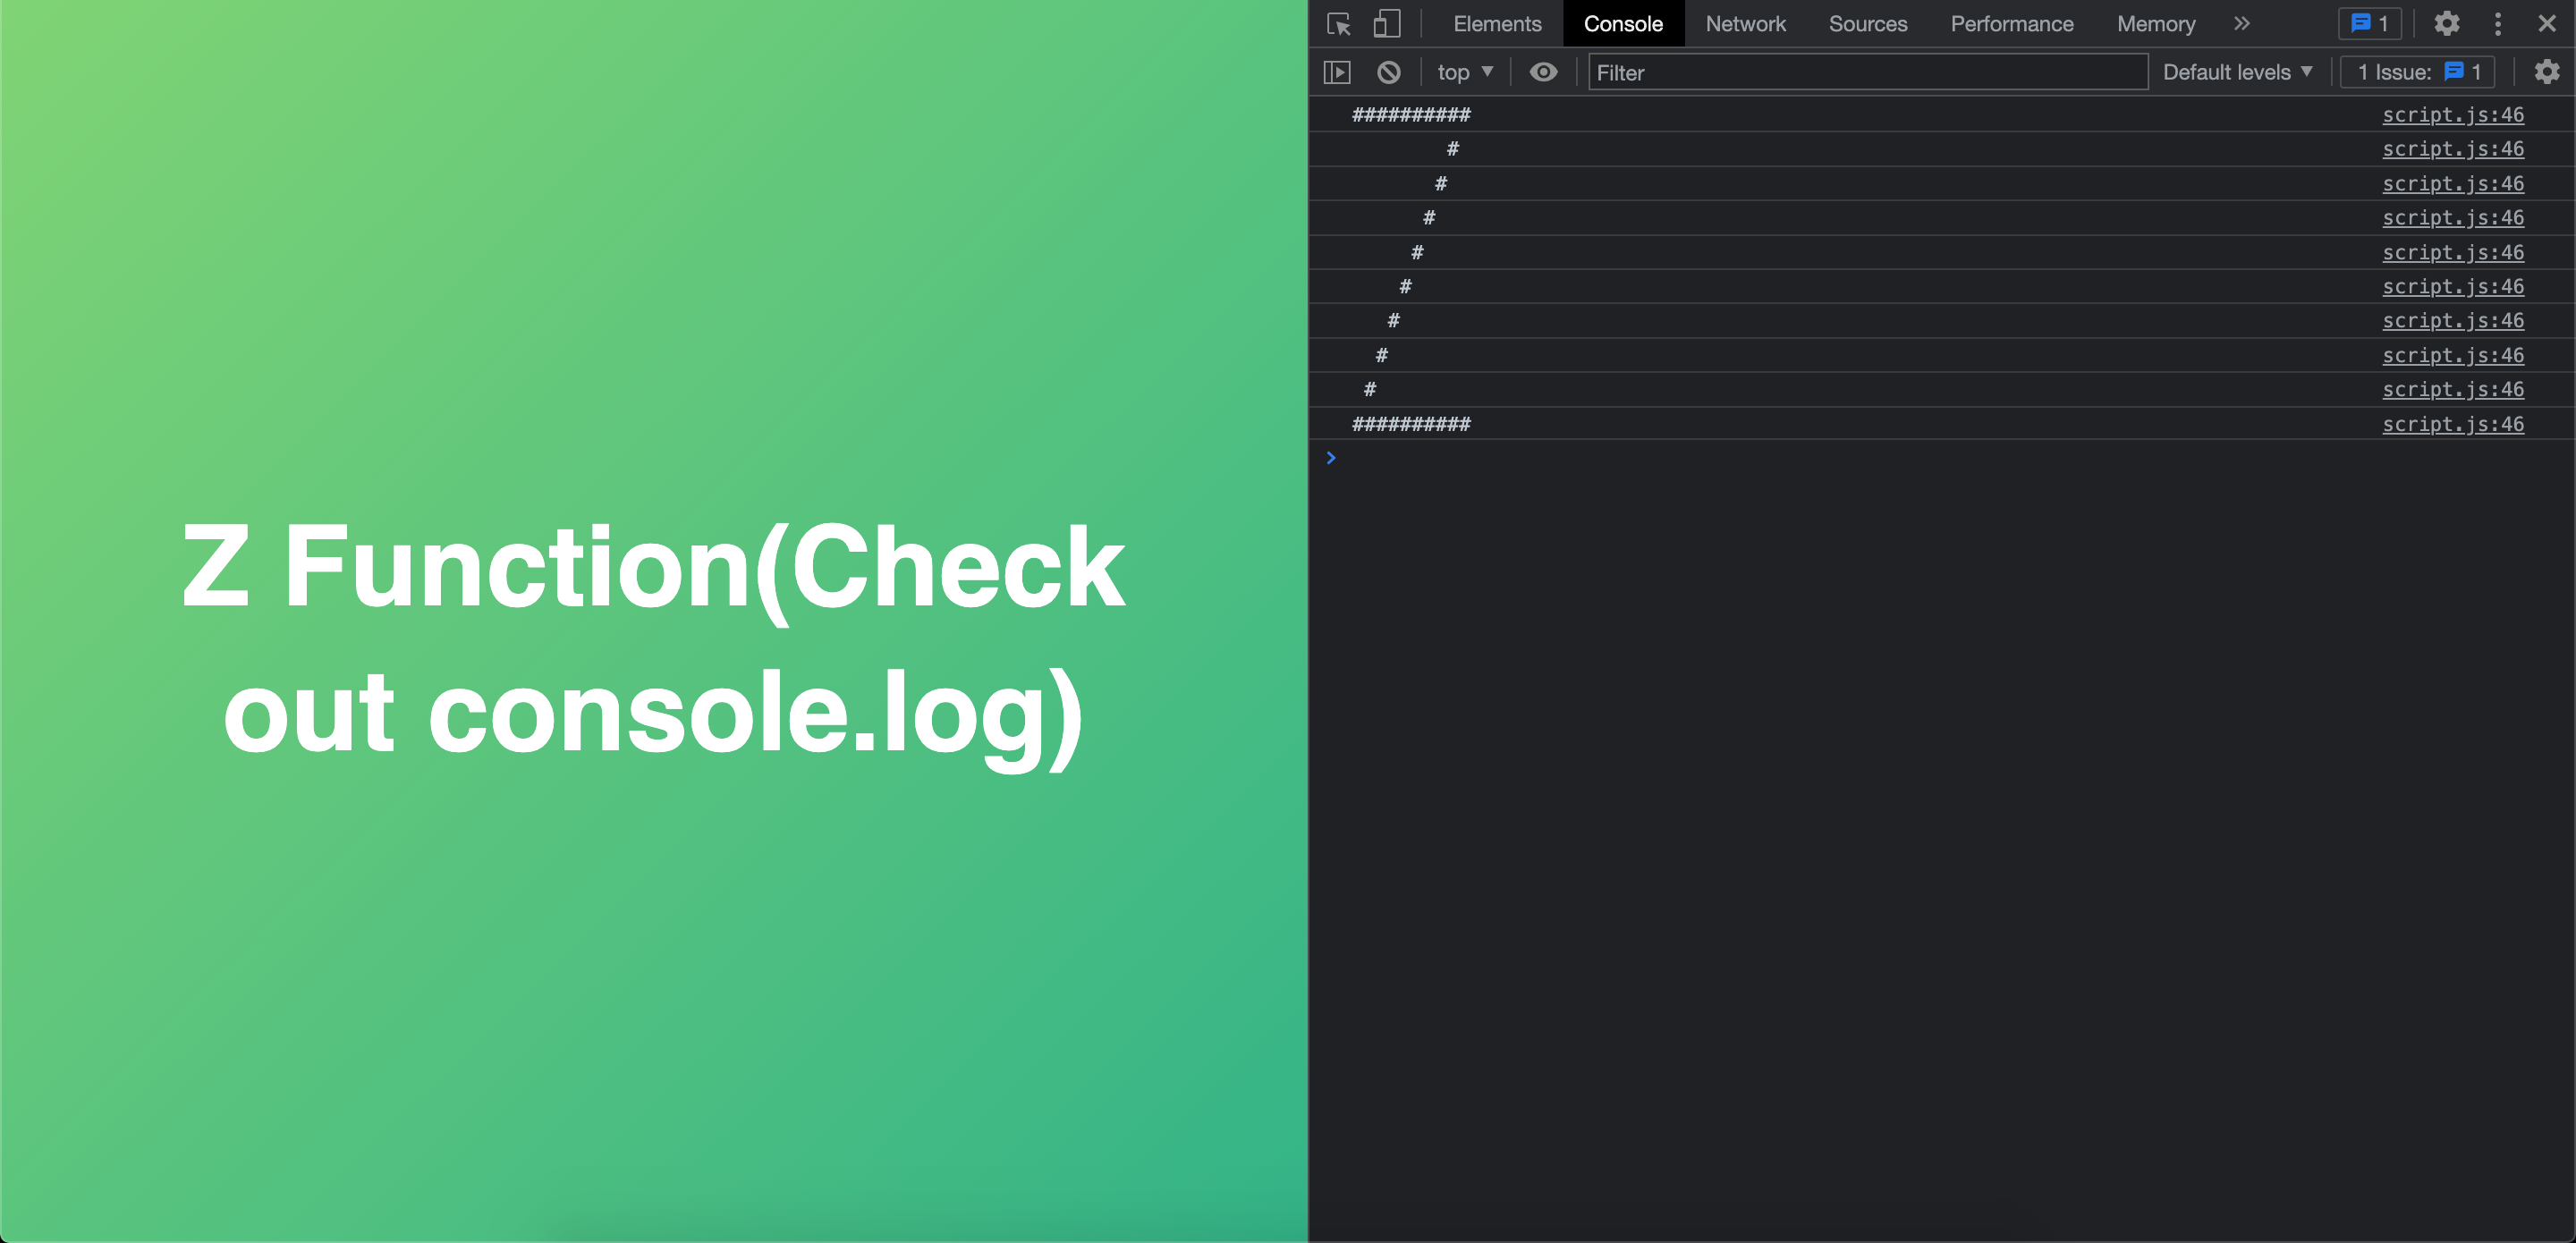 Elements Console Network Sources Performance Memory » 1
top ▼ Filter Default levels ▼ 1 Issue: 1
########## script.js:46
        # script.js:46
       # script.js:46
      # script.js:46
     # script.js:46
    # script.js:46
   # script.js:46
  # script.js:46
 # script.js:46
########## script.js:46
>
Z Function(Check
out console.log)